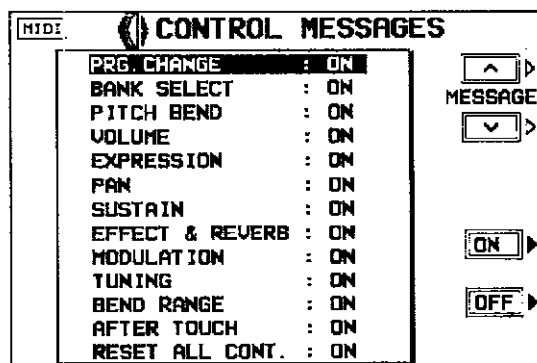 MIDI CONTROL MESSAGES
PRG.CHANGE : ON
BANK SELECT : ON
PITCH BEND : ON
VOLUME : ON
EXPRESSION : ON
PAN : ON
SUSTAIN : ON
EFFECT & REVERB : ON
MODULATION : ON
TUNING : ON
BEND RANGE : ON
AFTER TOUCH : ON
RESET ALL CONT. : ON
MESSAGE
ON
OFF